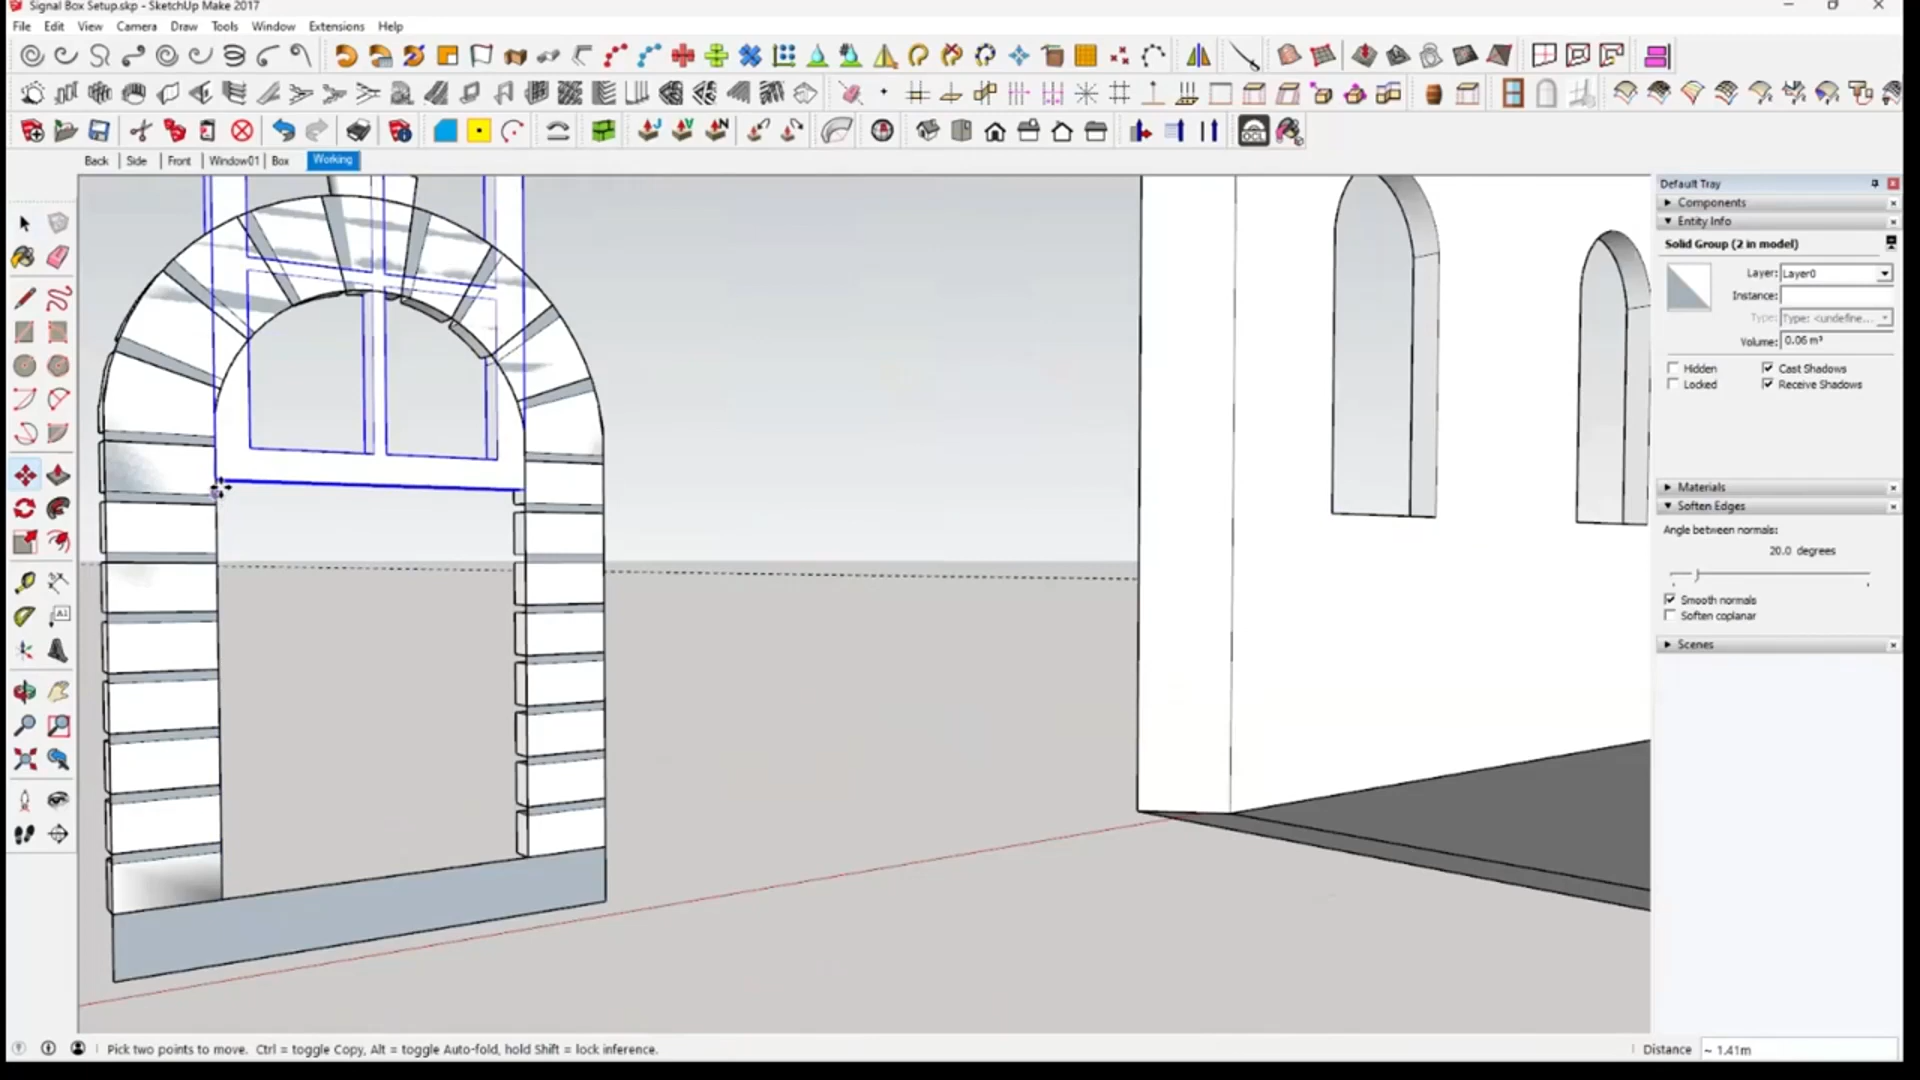 Signal Box Setup.skp - SketchUp Make 2017
File Edit View Camera Draw Tools Window Extensions Help
Back Side Front Window01 Box Working
Default Tray
Components
Entity Info
Solid Group (2 in model)
Layer: Layer0
Instance:
Type: Type: <undefine...
Volume: 0.06 m³
Hidden Cast Shadows
Locked Receive Shadows
Materials
Soften Edges
Angle between normals:
20.0 degrees
Smooth normals
Soften coplanar
Scenes
Pick two points to move. Ctrl = toggle Copy, Alt = toggle Auto-fold, hold Shift = lock inference.
Distance ~ 1.41m